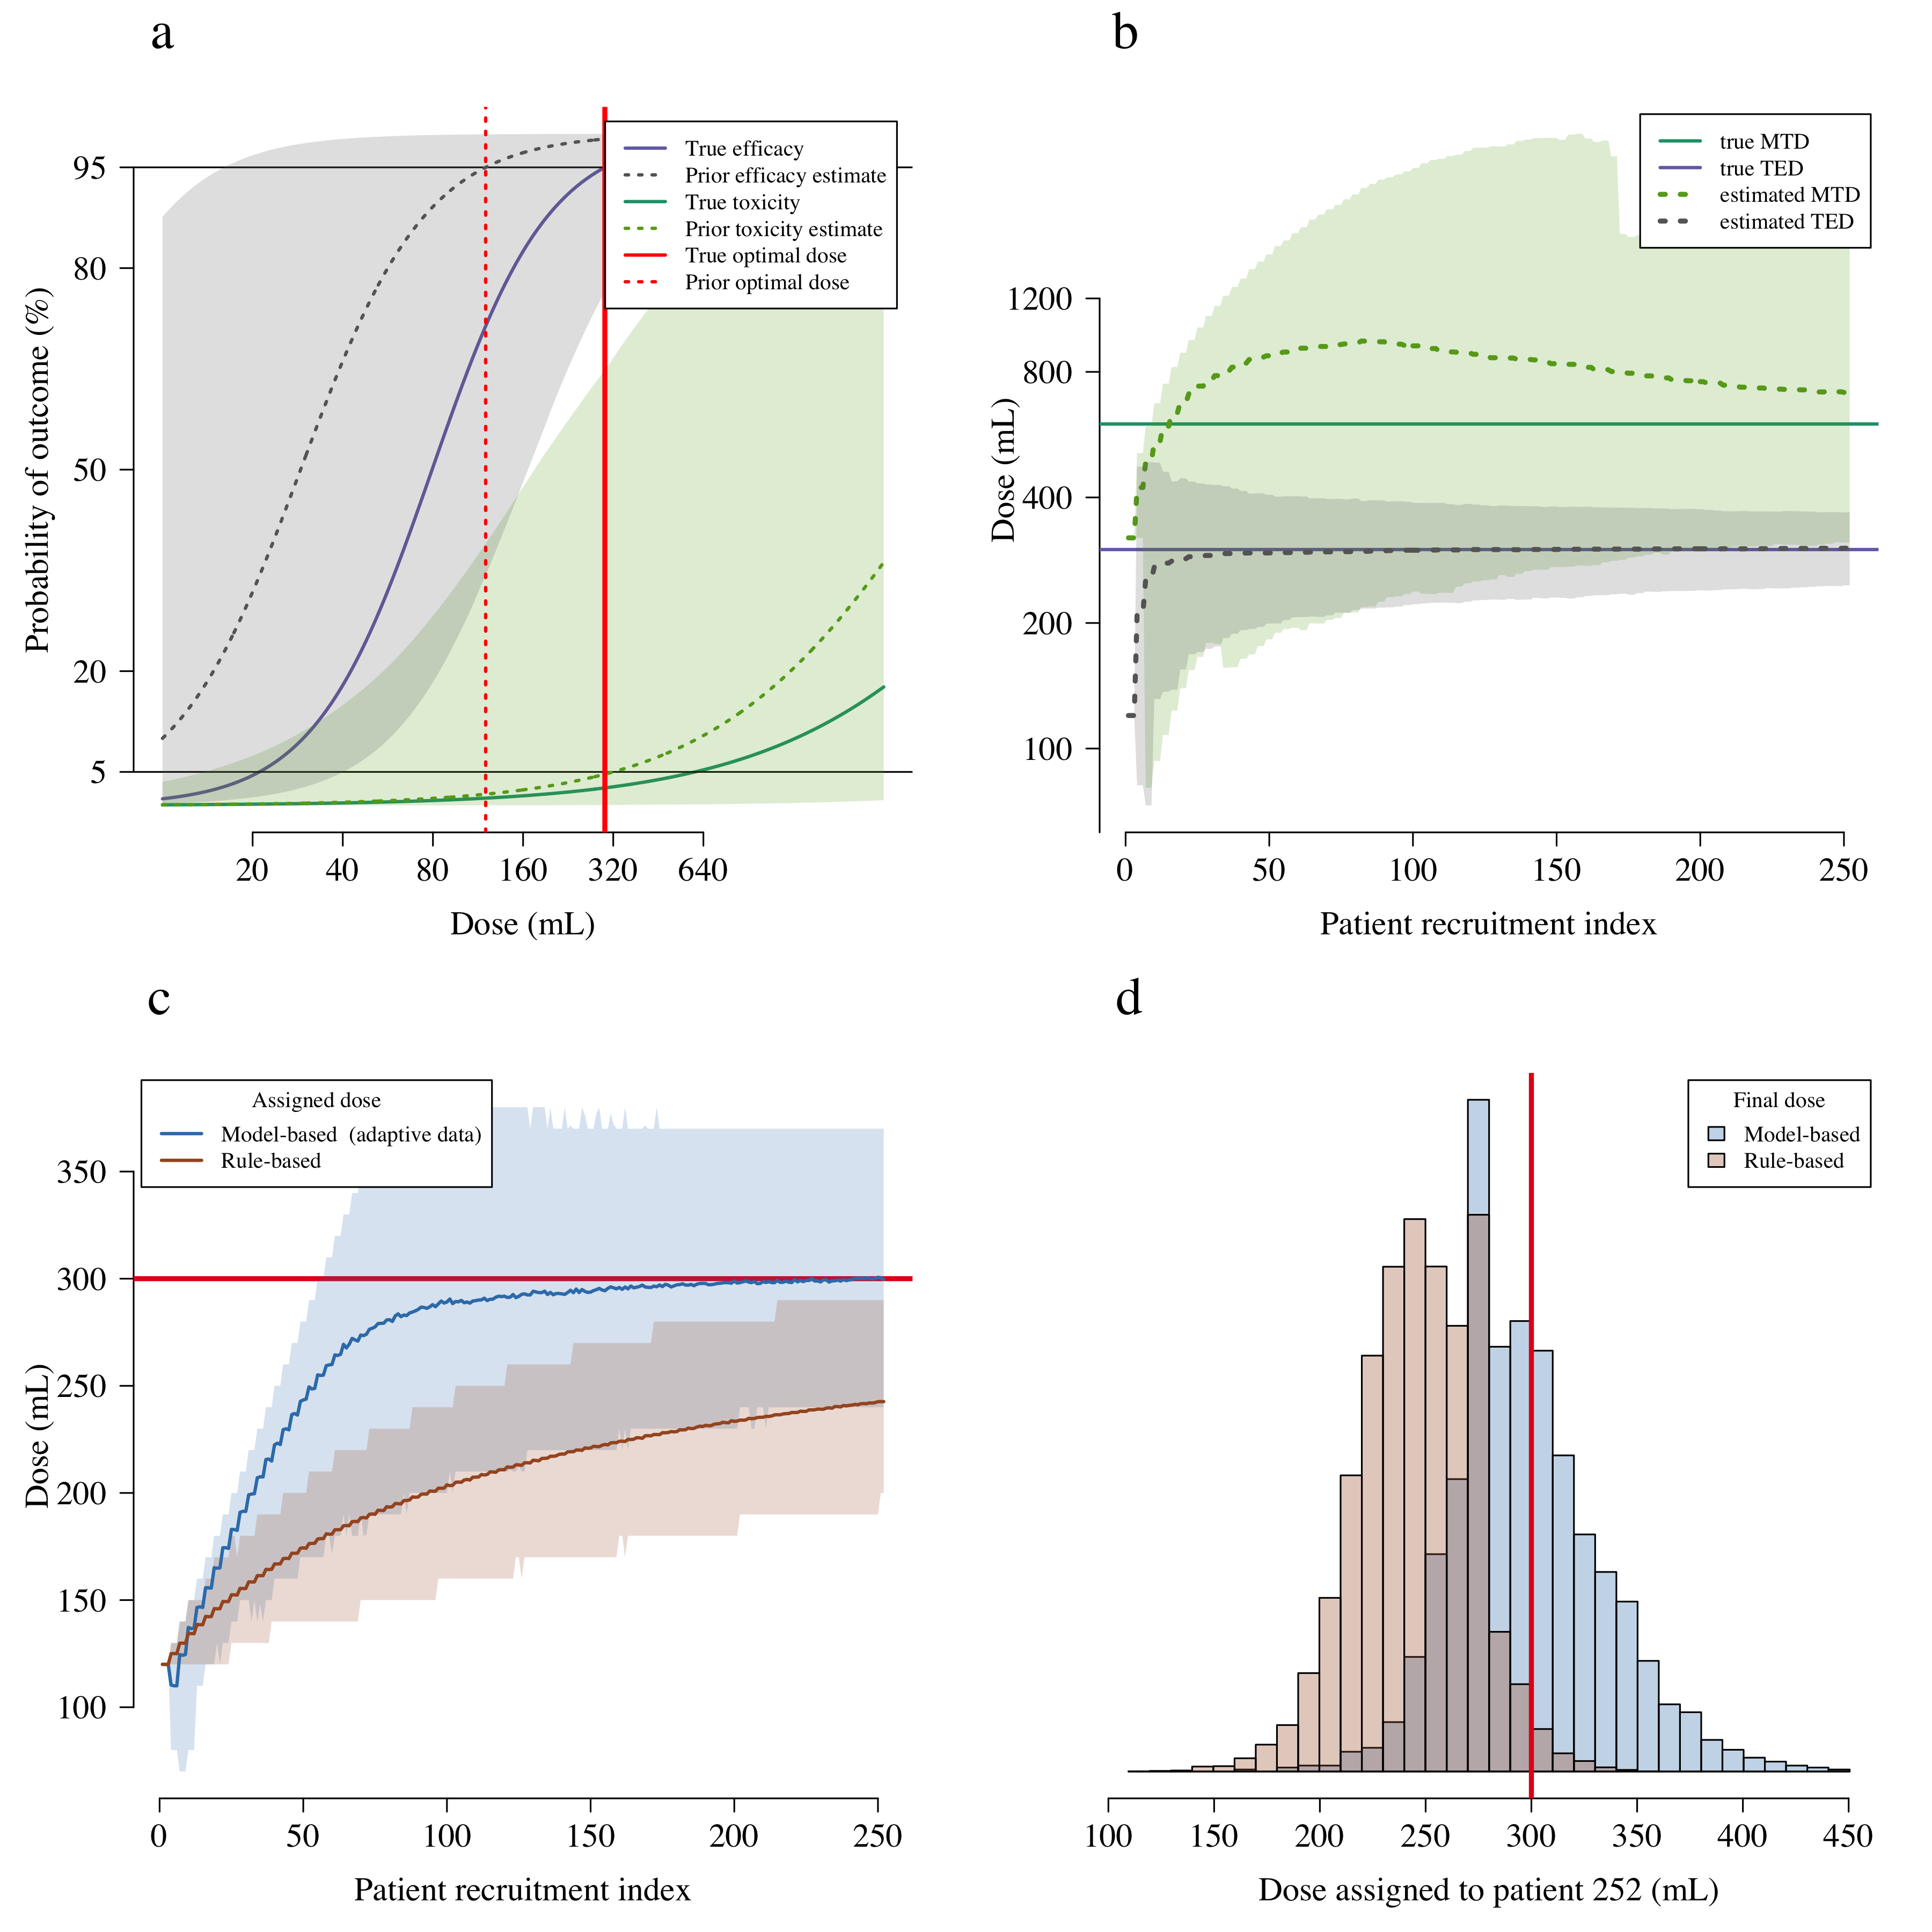 a
95
80
50
20
5
Probability of outcome (%)
20 40 80 160 320 640
Dose (mL)
True efficacy
Prior efficacy estimate
True toxicity
Prior toxicity estimate
True optimal dose
Prior optimal dose
b
1200
800
400
200
100
Dose (mL)
0 50 100 150 200 250
Patient recruitment index
true MTD
true TED
estimated MTD
estimated TED
c
350
300
250
200
150
100
Dose (mL)
0 50 100 150 200 250
Patient recruitment index
Assigned dose
Model-based (adaptive data)
Rule-based
d
100 150 200 250 300 350 400 450
Dose assigned to patient 252 (mL)
Final dose
Model-based
Rule-based